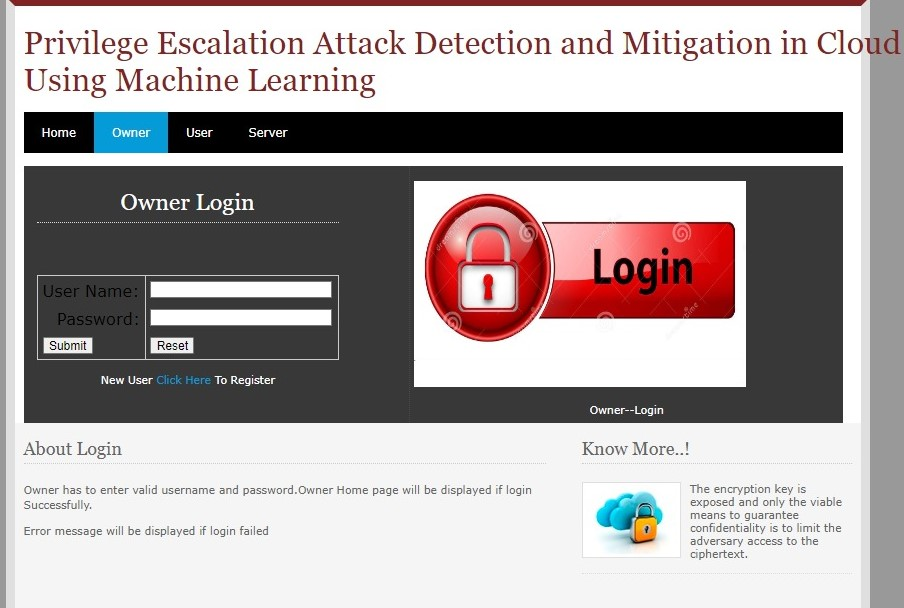 Privilege Escalation Attack Detection and Mitigation in Cloud
Using Machine Learning
Home Owner User Server
Owner Login
User Name:
Password:
Submit Reset
New User Click Here To Register
Login
Owner--Login
About Login
Owner has to enter valid username and password.Owner Home page will be displayed if login
Successfully.
Error message will be displayed if login failed
Know More..!
The encryption key is
exposed and only the viable
means to guarantee
confidentiality is to limit the
adversary access to the
ciphertext.